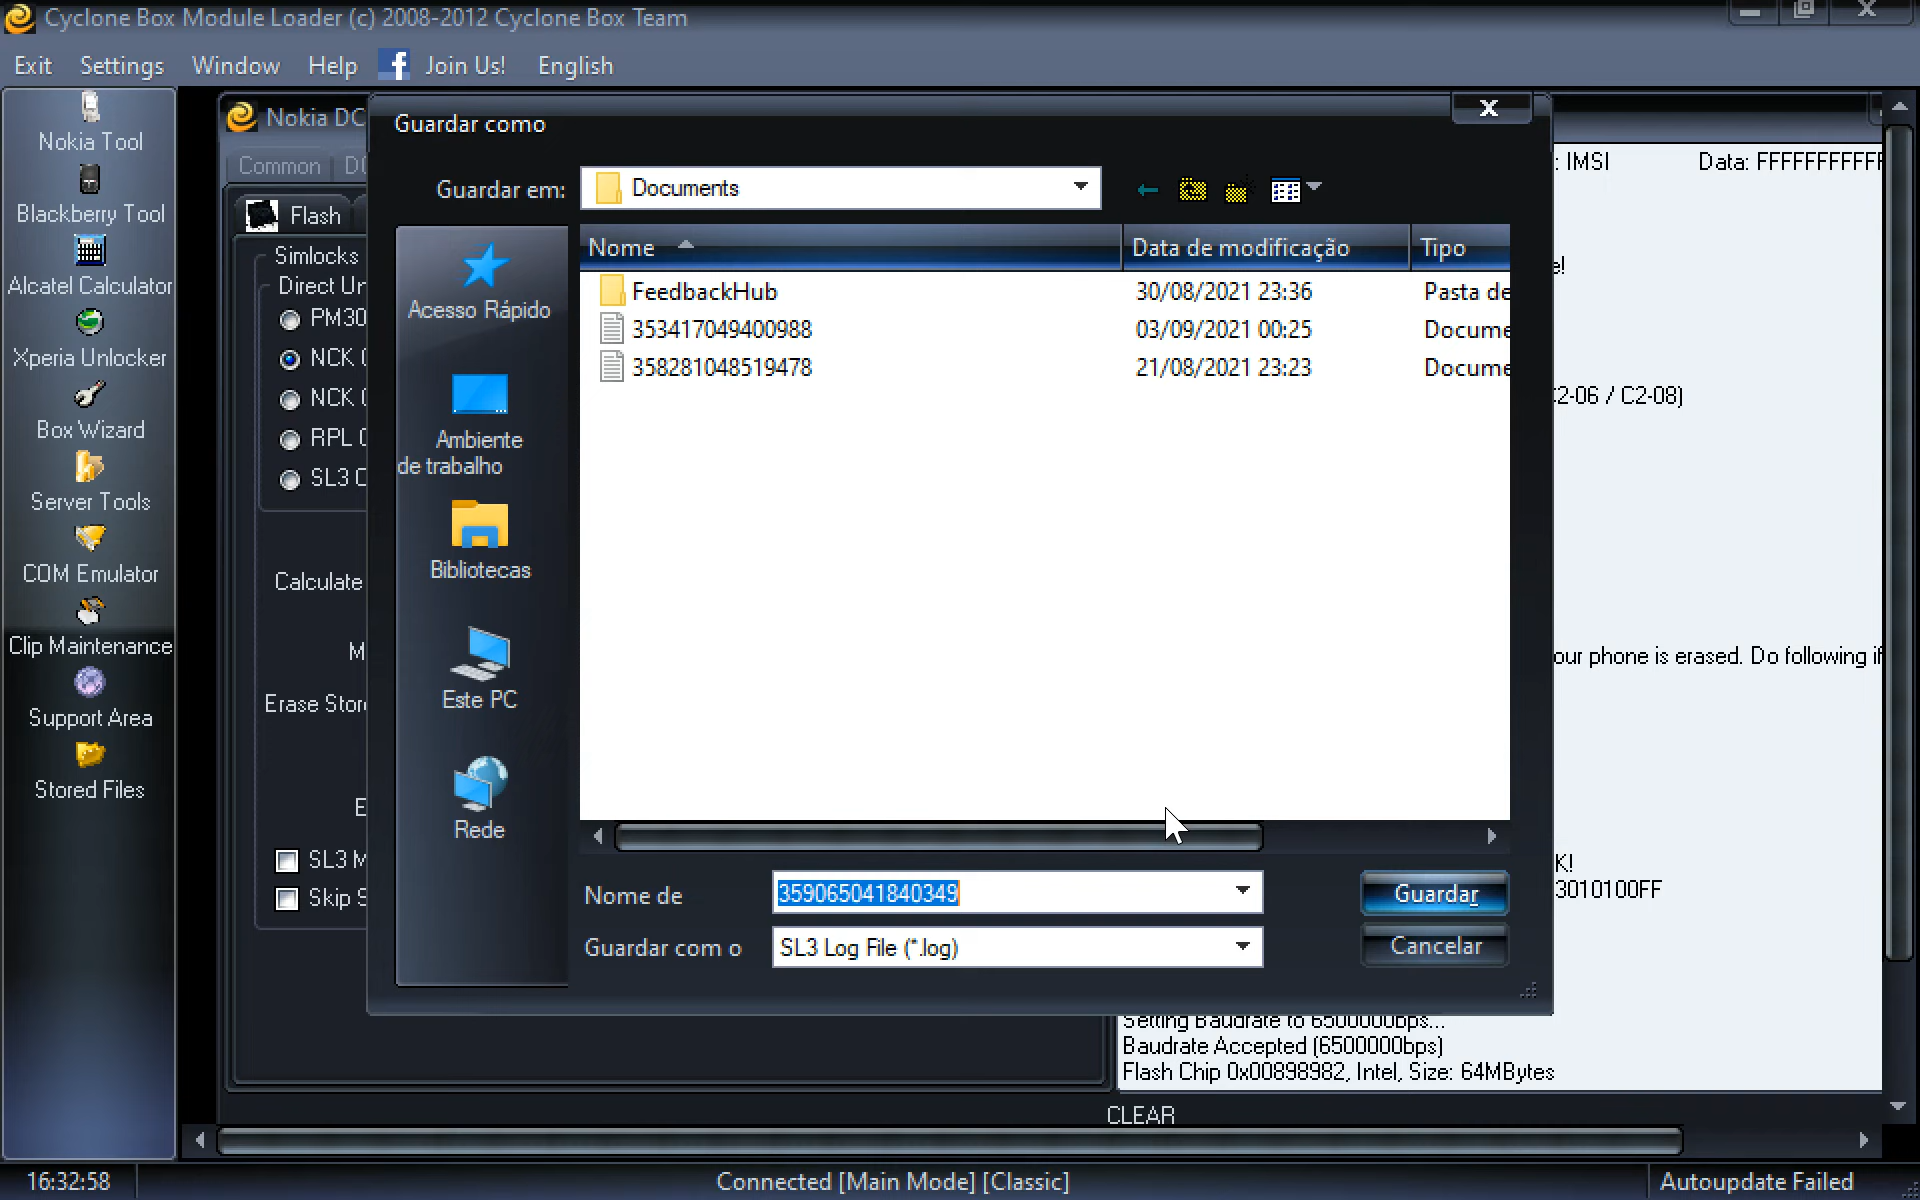 Cyclone Box Module Loader (c) 2008-2012 Cyclone Box Team
Exit Settings Window Help Join Us! English
Nokia Tool
Blackberry Tool
Alcatel Calculator
Xperia Unlocker
Box Wizard
Server Tools
COM Emulator
Clip Maintenance
Support Area
Stored Files
Nokia DC
Common
Flash
Simlocks
Direct Un
PM30
NCK
NCK
RPL
SL3
Calculate
M
Erase Stor
E
SL3 M
Skip S
Guardar como
Guardar em: Documents
Acesso Rápido
Ambiente
de trabalho
Bibliotecas
Este PC
Rede
Nome Data de modificação Tipo
FeedbackHub 30/08/2021 23:36 Pasta de
353417049400988 03/09/2021 00:25 Docume
358281048519478 21/08/2021 23:23 Docume
Nome de 359065041840349 Guardar
Guardar com o SL3 Log File (*.log) Cancelar
: IMSI Data: FFFFFFFFFFF
e!
C2-06 / C2-08)
our phone is erased. Do following if
K!
3010100FF
Setting Baudrate to 6500000bps...
Baudrate Accepted (6500000bps)
Flash Chip 0x00898982, Intel, Size: 64MBytes
CLEAR
16:32:58 Connected [Main Mode] [Classic] Autoupdate Failed